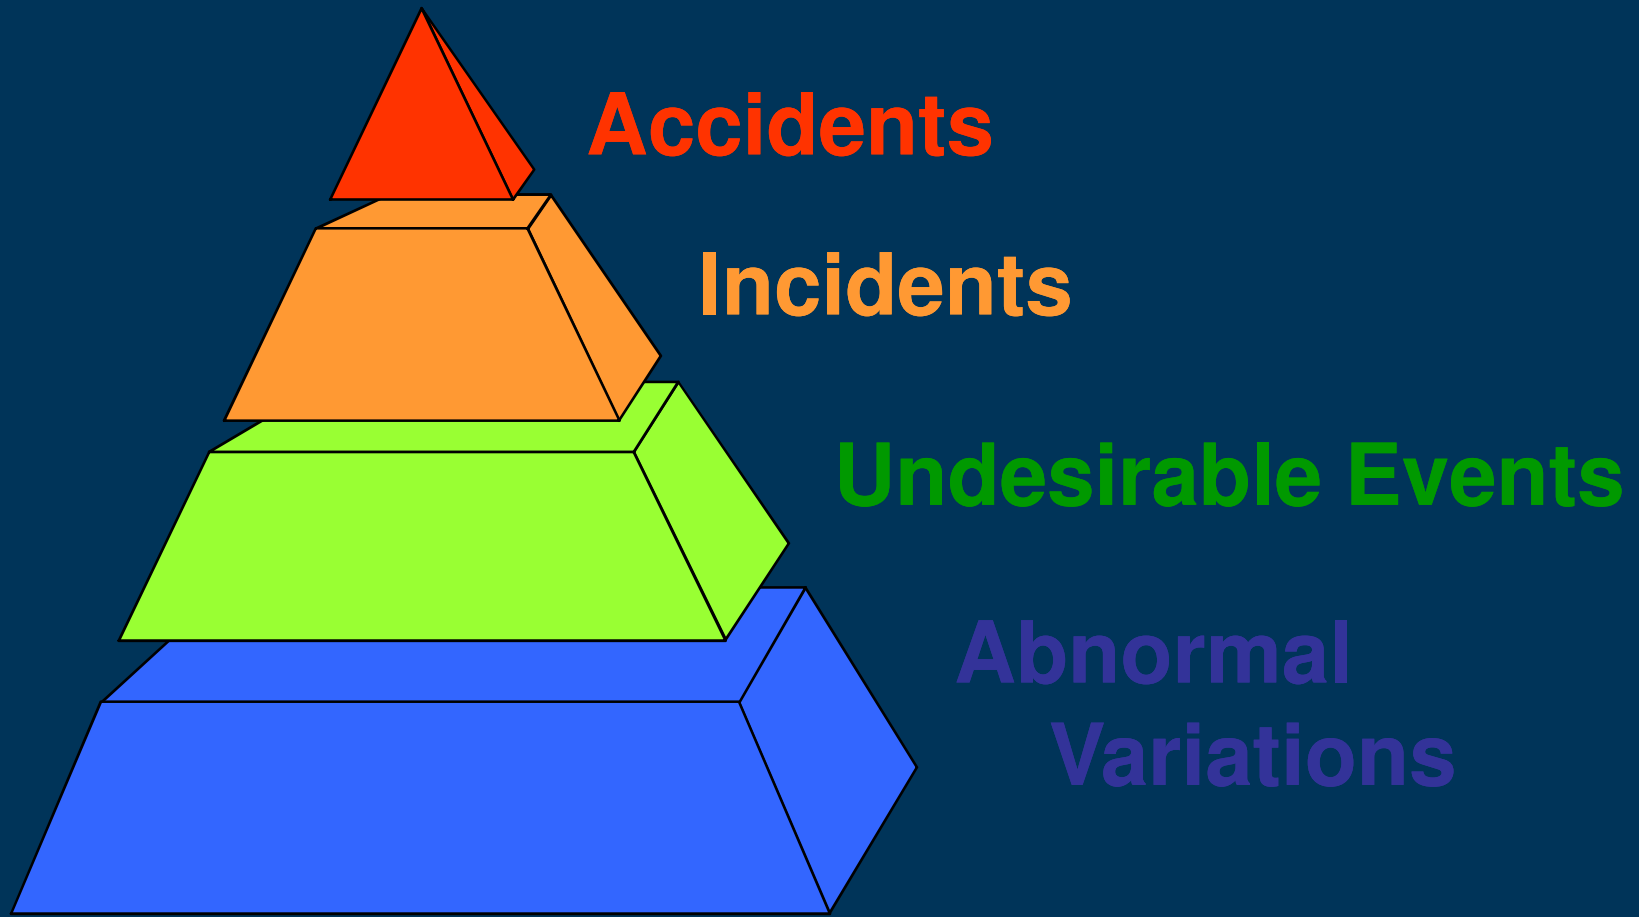 Accidents
Incidents
Undesirable Events
Abnormal
Variations